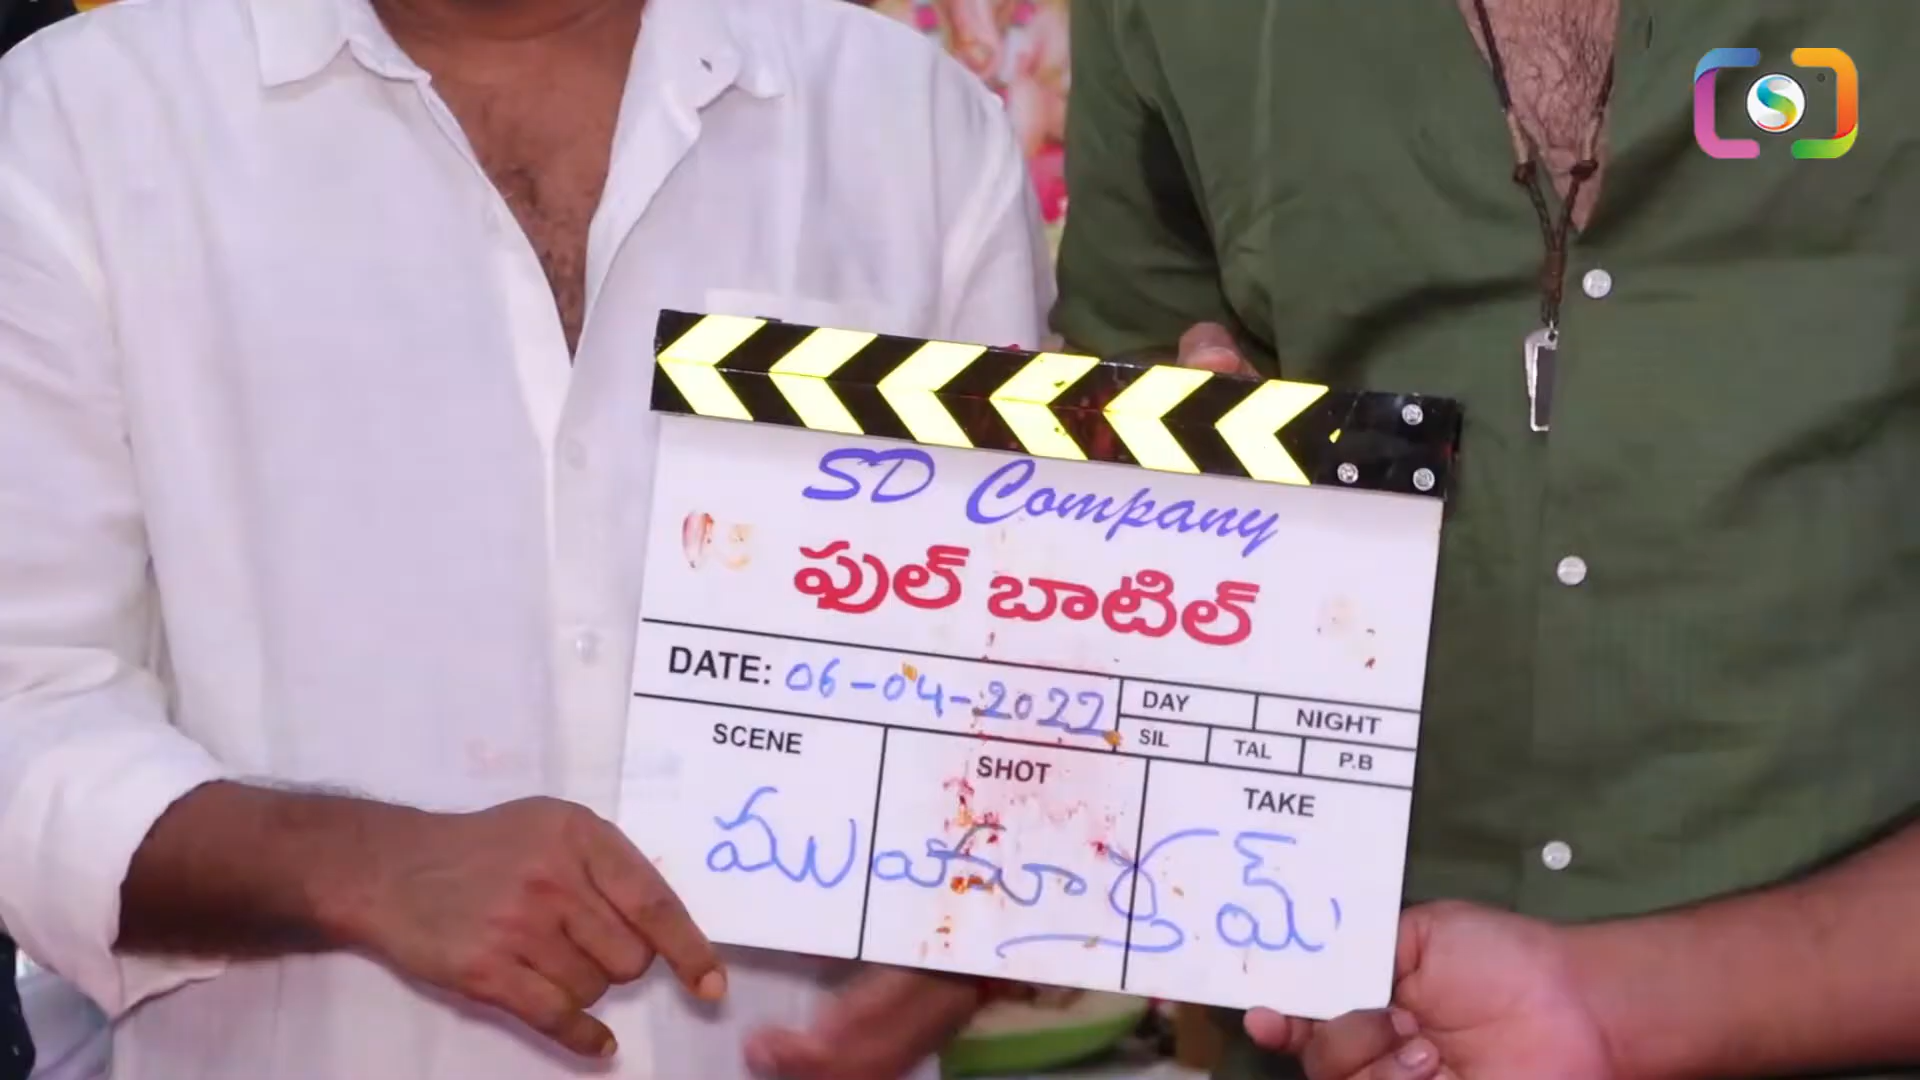 SD Company
ఫుల్ బాటిల్
DATE: 06-04-2022
DAY NIGHT
SIL TAL P.B
SCENE SHOT TAKE
ముహూర్తమ్
S